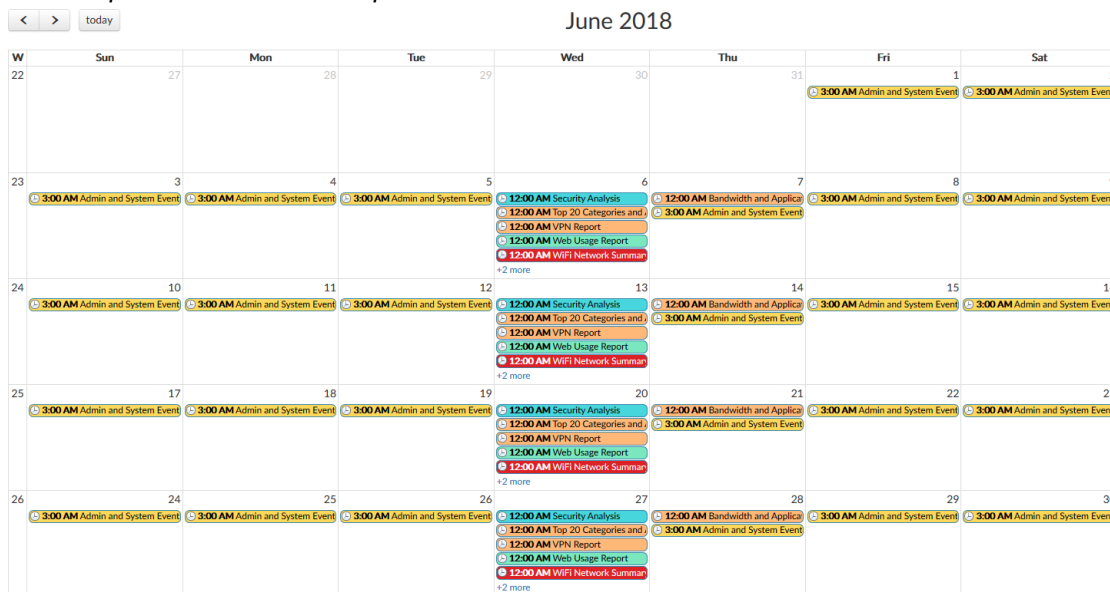 today
June 2018
W Sun Mon Tue Wed Thu Fri Sat
22 27 28 29 30 31 1
3:00 AM Admin and System Event 3:00 AM Admin and System Even
23 3 4 5 6 7 8
3:00 AM Admin and System Event 3:00 AM Admin and System Event 3:00 AM Admin and System Event 12:00 AM Security Analysis 12:00 AM Bandwidth and Applica 3:00 AM Admin and System Event 3:00 AM Admin and System Even
12:00 AM Top 20 Categories and 3:00 AM Admin and System Event
12:00 AM VPN Report
12:00 AM Web Usage Report
12:00 AM WiFi Network Summar
+2 more
24 10 11 12 13 14 15
3:00 AM Admin and System Event 3:00 AM Admin and System Event 3:00 AM Admin and System Event 12:00 AM Security Analysis 12:00 AM Bandwidth and Applica 3:00 AM Admin and System Event 3:00 AM Admin and System Even
12:00 AM Top 20 Categories and 3:00 AM Admin and System Event
12:00 AM VPN Report
12:00 AM Web Usage Report
12:00 AM WiFi Network Summar
+2 more
25 17 18 19 20 21 22
3:00 AM Admin and System Event 3:00 AM Admin and System Event 3:00 AM Admin and System Event 12:00 AM Security Analysis 12:00 AM Bandwidth and Applica 3:00 AM Admin and System Event 3:00 AM Admin and System Even
12:00 AM Top 20 Categories and 3:00 AM Admin and System Event
12:00 AM VPN Report
12:00 AM Web Usage Report
12:00 AM WiFi Network Summar
+2 more
26 24 25 26 27 28 29 30
3:00 AM Admin and System Event 3:00 AM Admin and System Event 3:00 AM Admin and System Event 12:00 AM Security Analysis 12:00 AM Bandwidth and Applica 3:00 AM Admin and System Event 3:00 AM Admin and System Even
12:00 AM Top 20 Categories and 3:00 AM Admin and System Event
12:00 AM VPN Report
12:00 AM Web Usage Report
12:00 AM WiFi Network Summar
+2 more